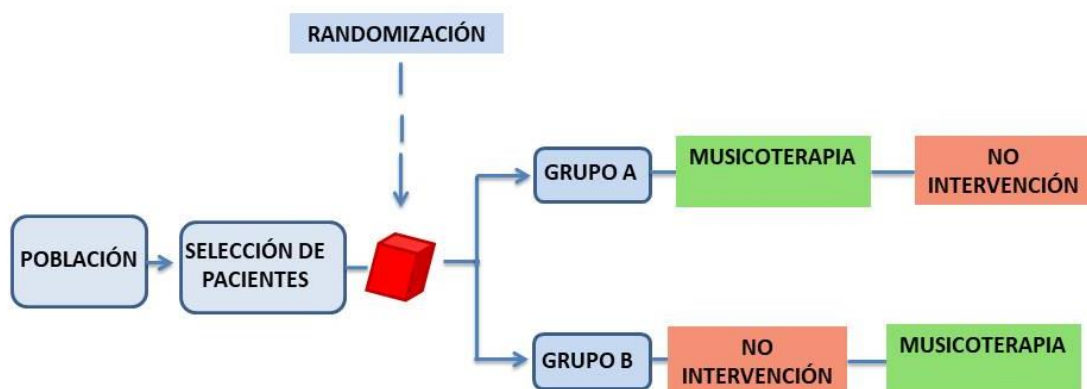 RANDOMIZACIÓN
POBLACIÓN
SELECCIÓN DE
PACIENTES
GRUPO A
MUSICOTERAPIA
NO
INTERVENCIÓN
GRUPO B
NO
INTERVENCIÓN
MUSICOTERAPIA